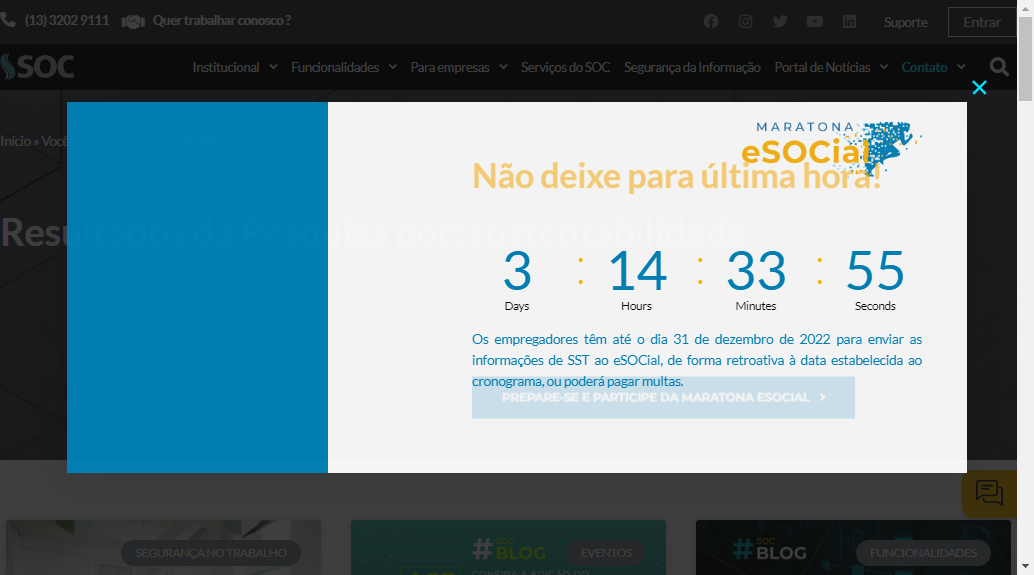 (13) 3202 9111 Quer trabalhar conosco ? Suporte Entrar
SOC Institucional Funcionalidades Para empresas Serviços do SOC Segurança da Informação Portal de Notícias Contato
Início » Você
MARATONA
eSOCial
Não deixe para última hora!
Resultados da Pesquisa por: sustentabilidade
3 : 14 : 33 : 55
Days Hours Minutes Seconds
Os empregadores têm até o dia 31 de dezembro de 2022 para enviar as
informações de SST ao eSOCial, de forma retroativa à data estabelecida ao
cronograma, ou poderá pagar multas.
PREPARE-SE E PARTICIPE DA MARATONA ESOCIAL
SEGURANÇA NO TRABALHO
#SOC BLOG EVENTOS
CONFIRA A EDIÇÃO DO
#SOC BLOG FUNCIONALIDADES